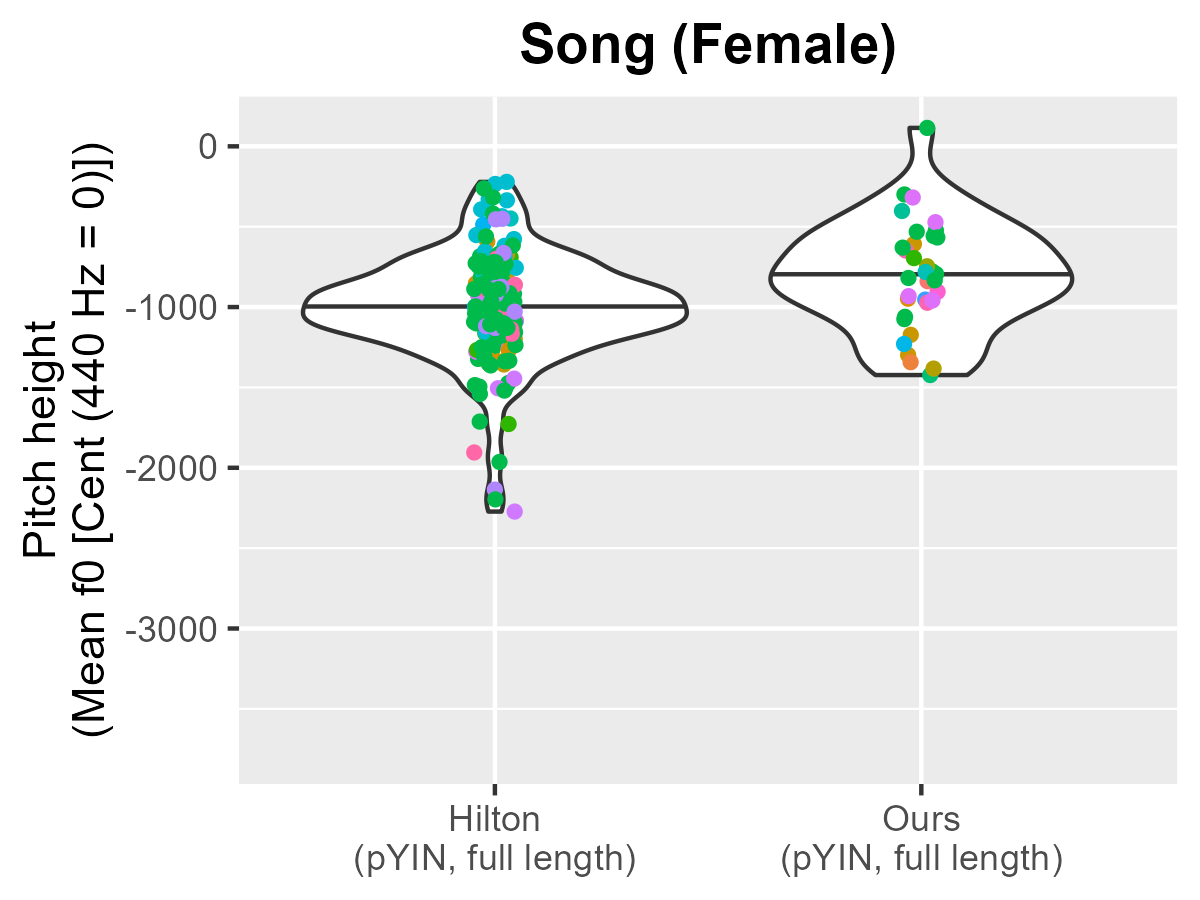 Song (Female)
Pitch height
(Mean f0 [Cent (440 Hz = 0)])
0
-1000
-2000
-3000
Hilton
(pYIN, full length)
Ours
(pYIN, full length)